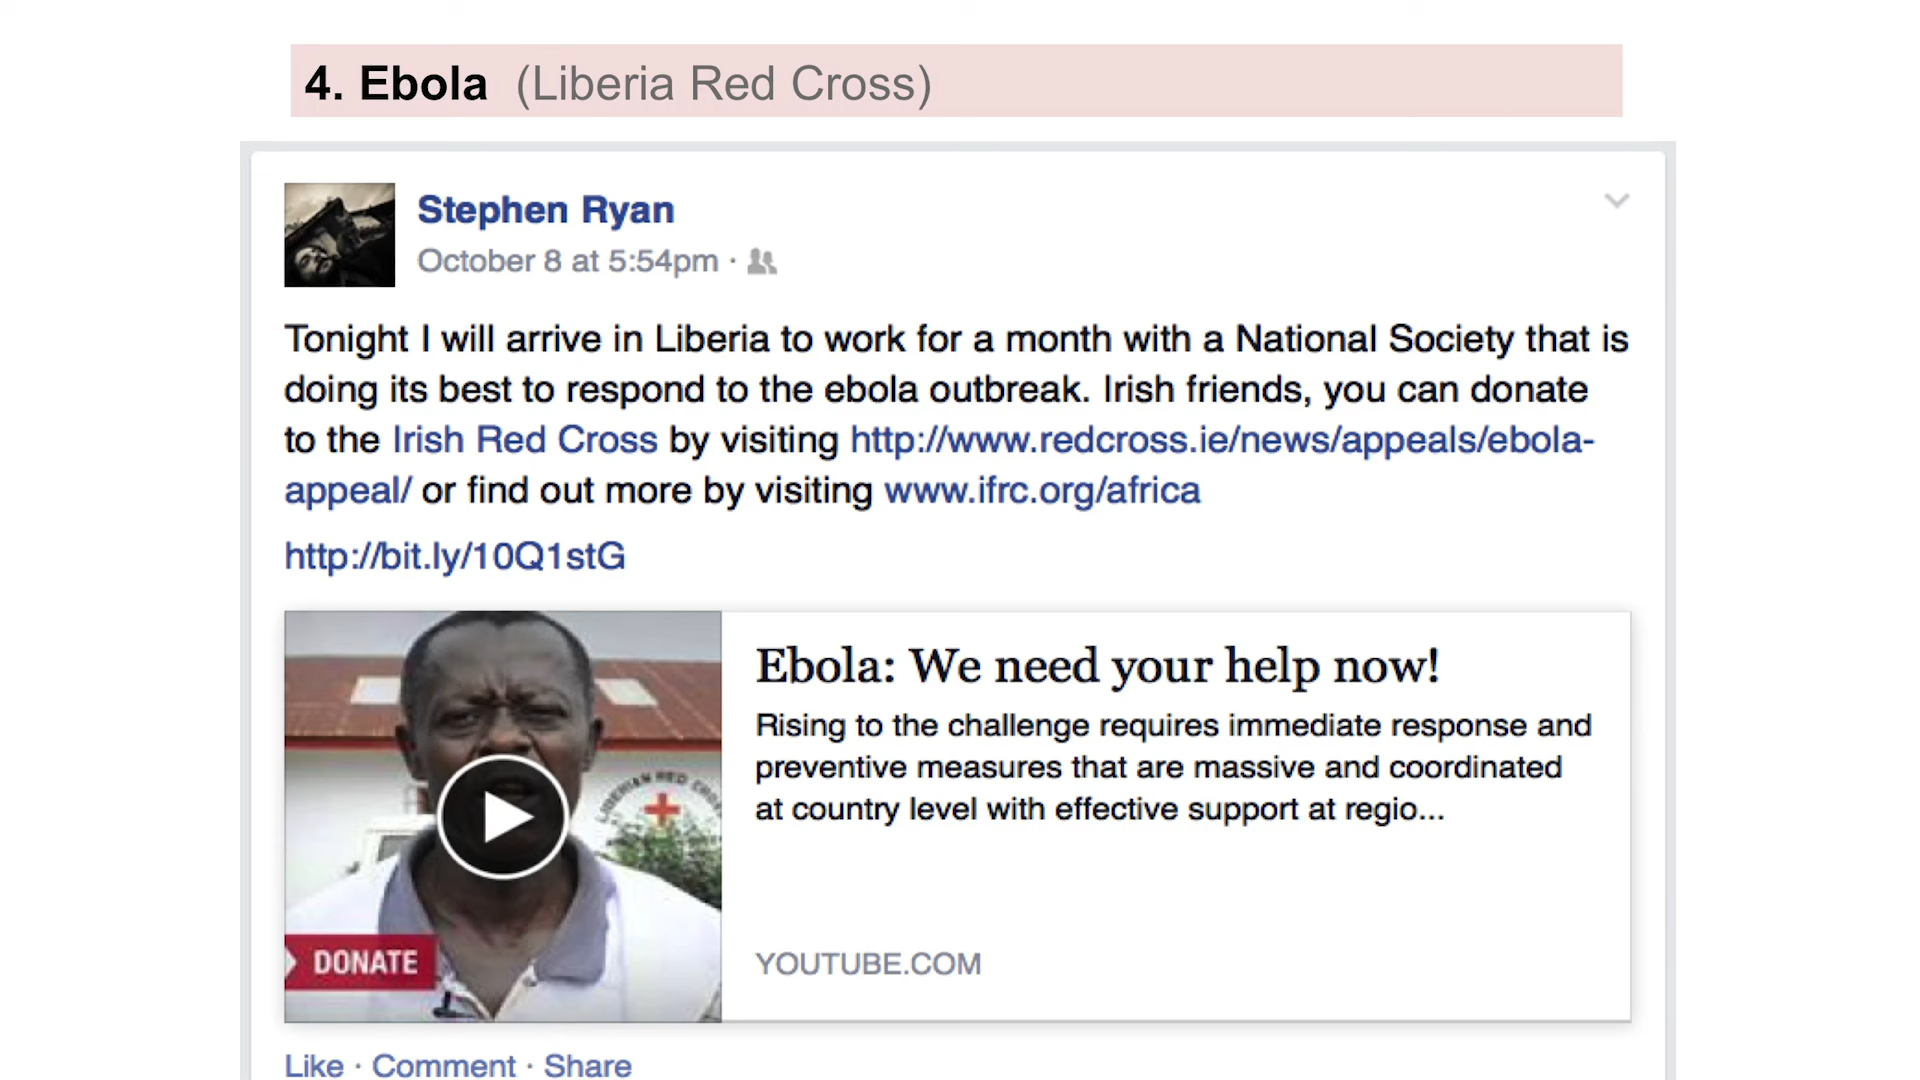 4. Ebola (Liberia Red Cross)
Stephen Ryan
October 8 at 5:54pm ·
Tonight I will arrive in Liberia to work for a month with a National Society that is
doing its best to respond to the ebola outbreak. Irish friends, you can donate
to the Irish Red Cross by visiting http://www.redcross.ie/news/appeals/ebola-
appeal/ or find out more by visiting www.ifrc.org/africa
http://bit.ly/10Q1stG
LIBERIAN RED CROSS
DONATE
Ebola: We need your help now!
Rising to the challenge requires immediate response and
preventive measures that are massive and coordinated
at country level with effective support at regio...
YOUTUBE.COM
Like · Comment · Share